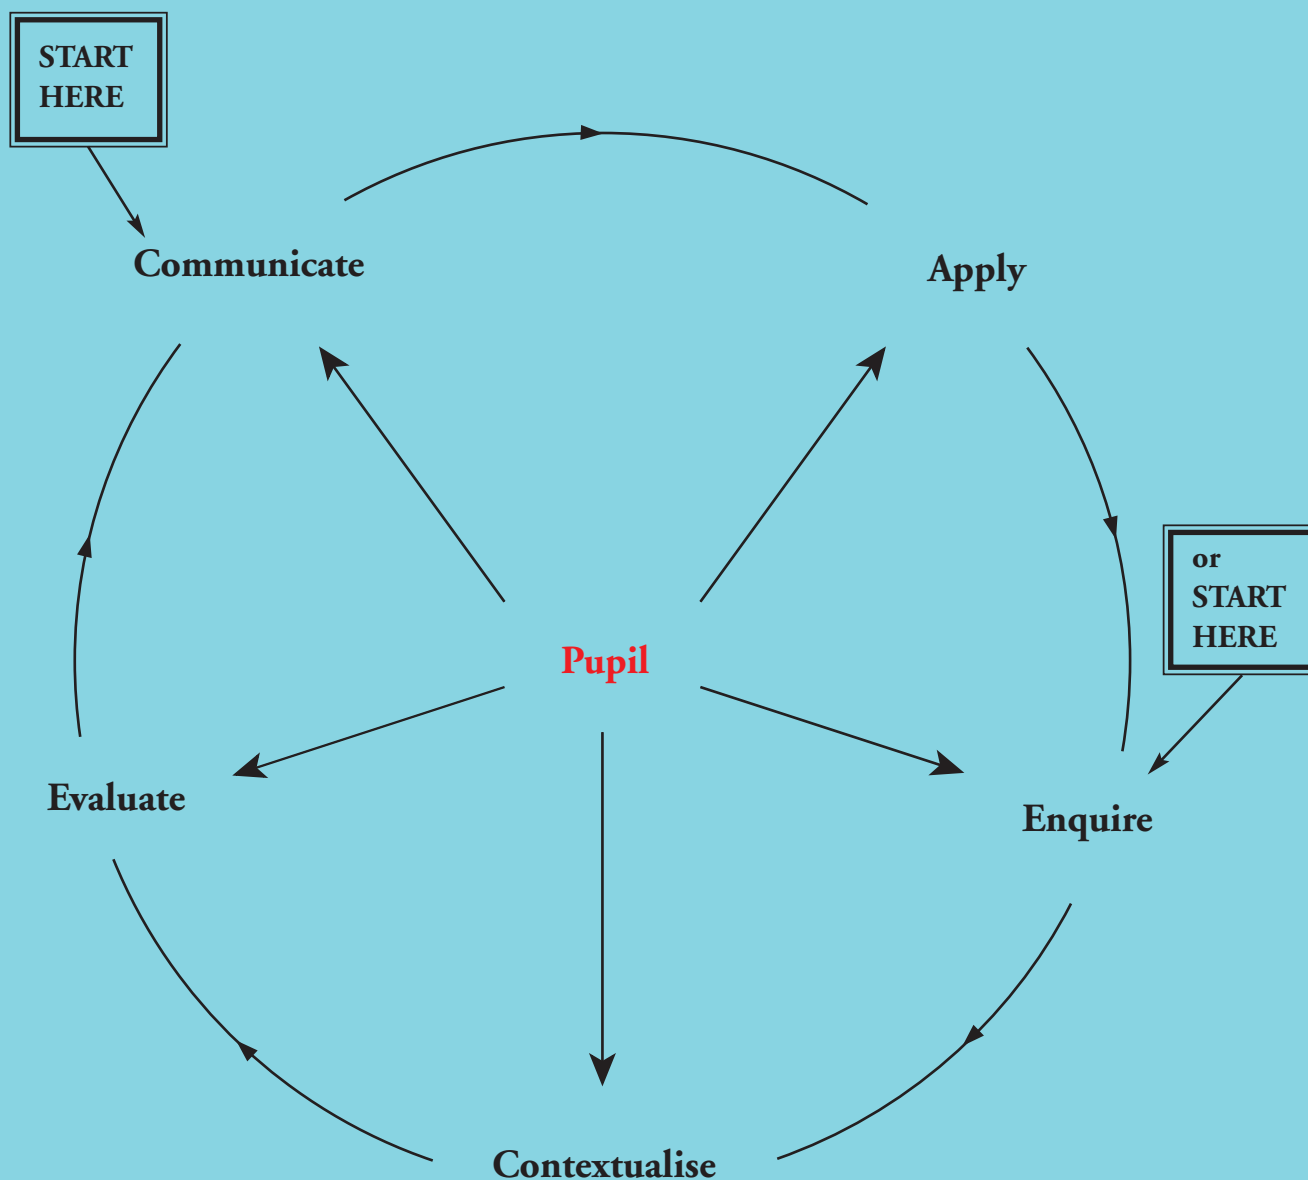 START
HERE
Communicate
Apply
or
START
HERE
Pupil
Evaluate
Enquire
Contextualise